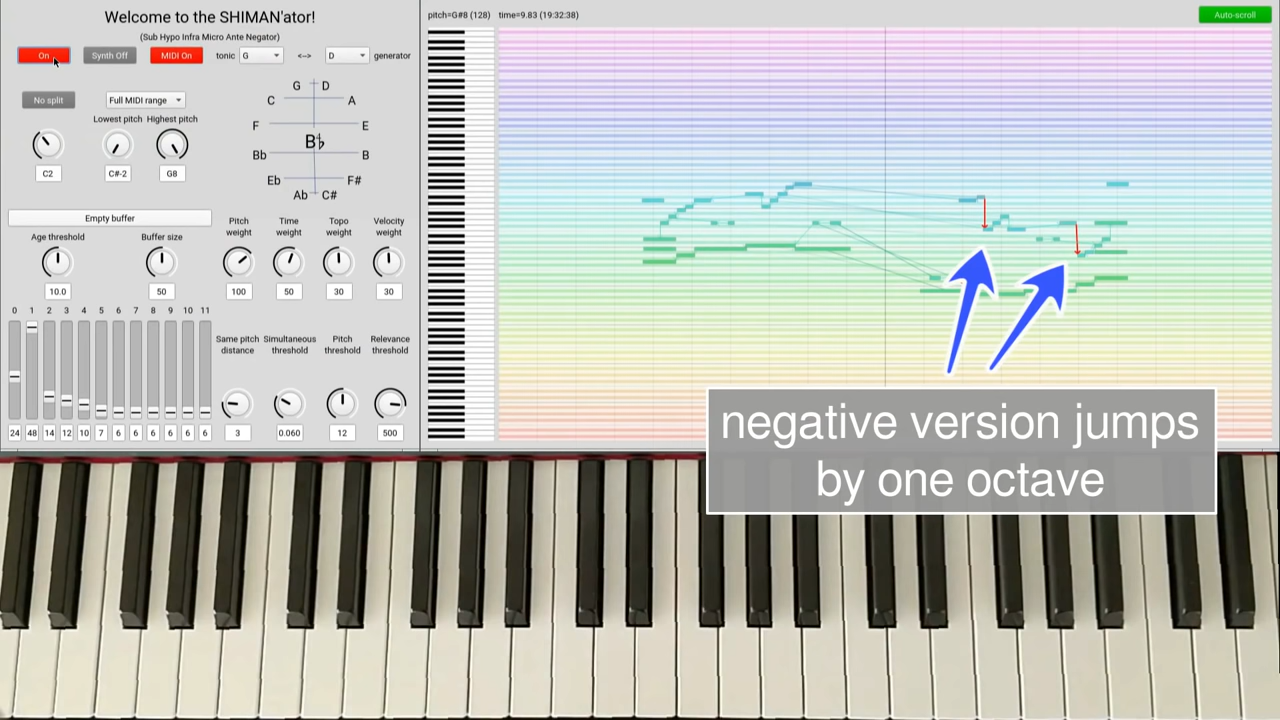 Welcome to the SHIMAN'ator!
(Sub Hypo Infra Micro Ante Negator)
On Synth Off MIDI On tonic G <-> D generator
No split Full MIDI range
Lowest pitch Highest pitch
C2 C#-2 G8
G D
C A
F E
B♮♭
Bb B
Eb F#
Ab C#
Empty buffer
Age threshold Buffer size
10.0 50
Pitch weight Time weight Topo weight Velocity weight
100 50 30 30
0 1 2 3 4 5 6 7 8 9 10 11
24 48 14 12 10 7 6 6 6 6 6 6
Same pitch distance Simultaneous threshold Pitch threshold Relevance threshold
3 0.060 12 500
pitch=G#8 (128) time=9.83 (19:32:38)
Auto-scroll
negative version jumps
by one octave